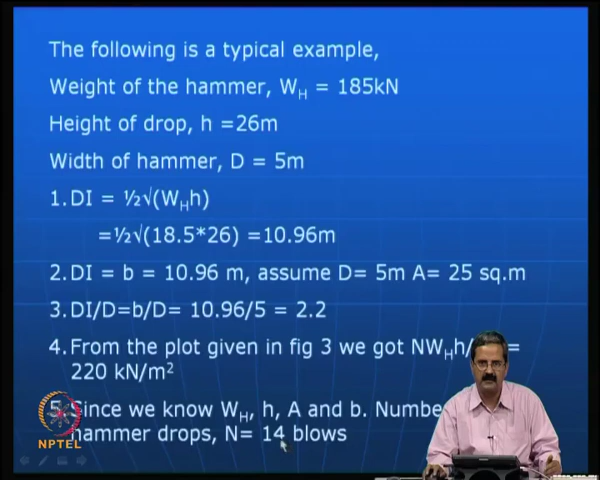 The following is a typical example,
Weight of the hammer, W_H = 185kN
Height of drop, h =26m
Width of hammer, D = 5m
1. DI = ½√(W_Hh)
=½√(18.5*26) =10.96m
2. DI = b = 10.96 m, assume D= 5m A= 25 sq.m
3. DI/D=b/D= 10.96/5 = 2.2
4. From the plot given in fig 3 we got NW_Hh/ =
220 kN/m²
5. Since we know W_H, h, A and b. Numbe
hammer drops, N= 14 blows
NPTEL